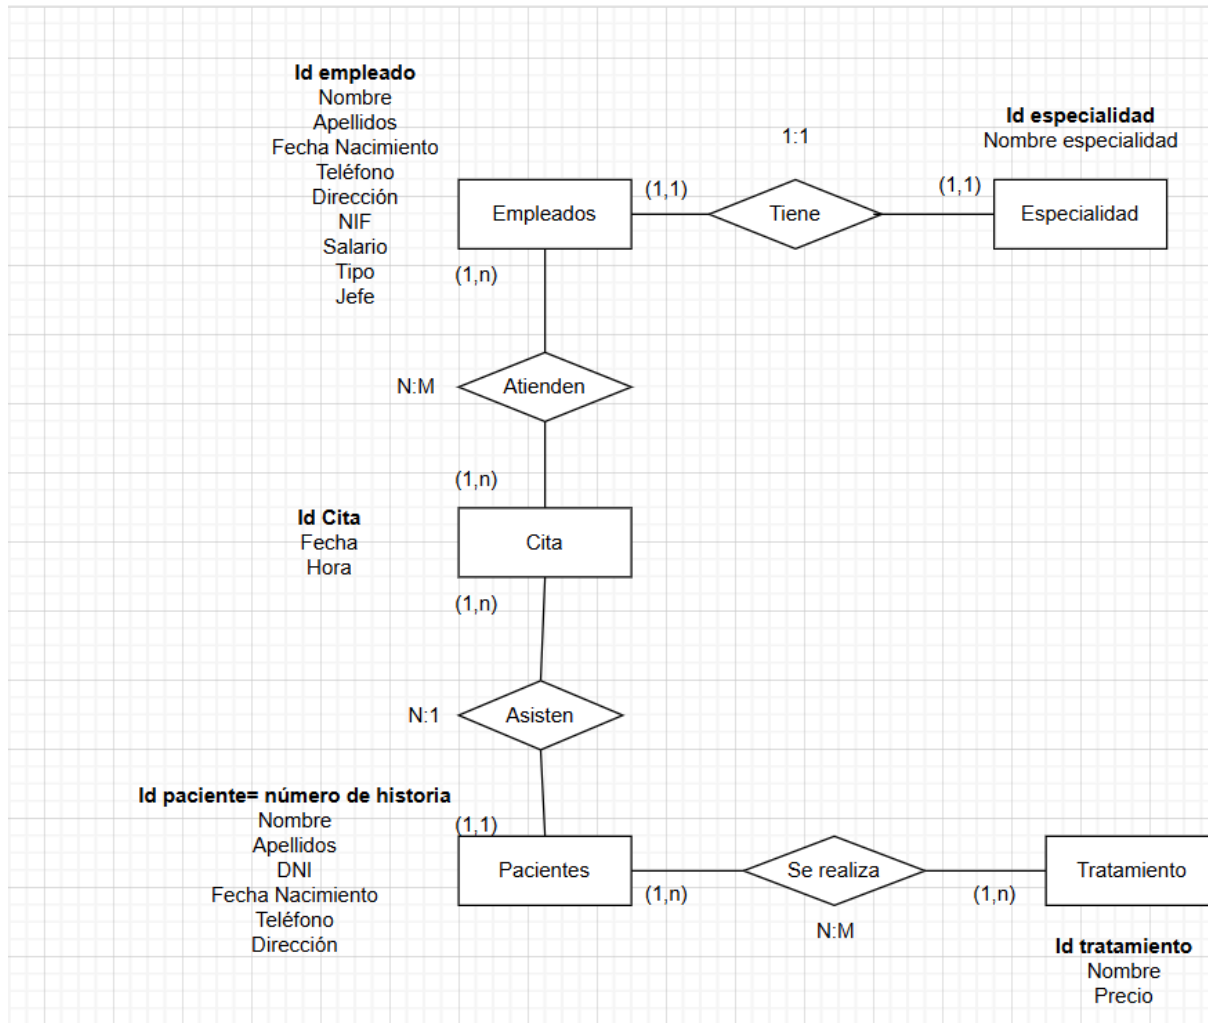 Id empleado
Nombre
Apellidos
Fecha Nacimiento
Teléfono
Dirección
NIF
Salario
Tipo
Jefe
Empleados
(1,1)
1:1
Tiene
(1,1)
Id especialidad
Nombre especialidad
Especialidad
(1,n)
N:M
Atienden
(1,n)
Id Cita
Fecha
Hora
Cita
(1,n)
N:1
Asisten
Id paciente= número de historia
Nombre
Apellidos
DNI
Fecha Nacimiento
Teléfono
Dirección
(1,1)
Pacientes
(1,n)
Se realiza
N:M
(1,n)
Tratamiento
Id tratamiento
Nombre
Precio